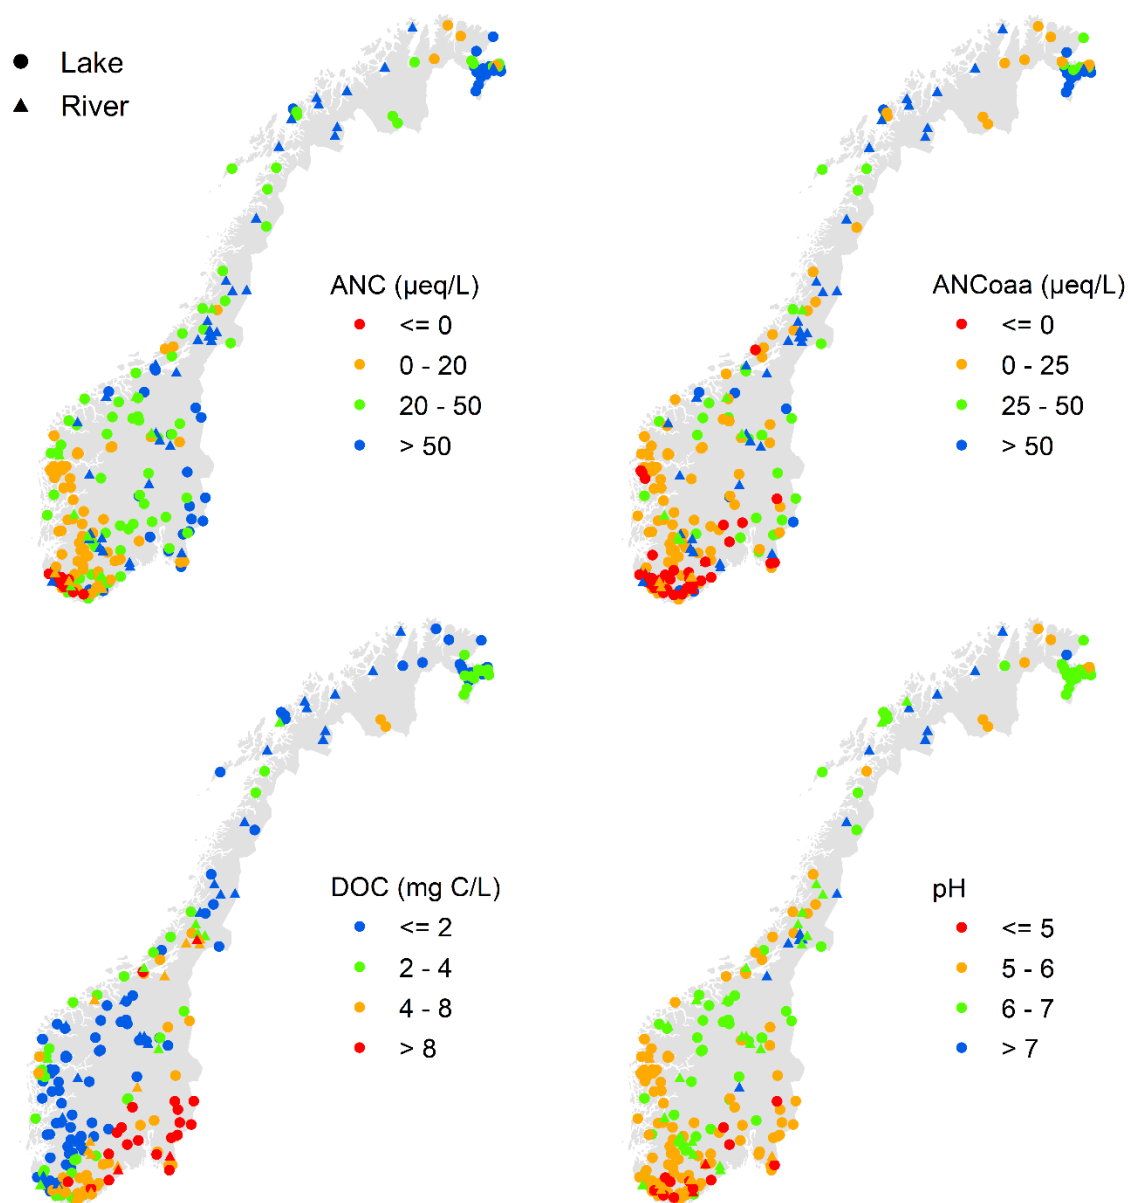 Lake
River
ANC (µeq/L)
<= 0
0 - 20
20 - 50
> 50
ANCoaa (µeq/L)
<= 0
0 - 25
25 - 50
> 50
DOC (mg C/L)
<= 2
2 - 4
4 - 8
> 8
pH
<= 5
5 - 6
6 - 7
> 7